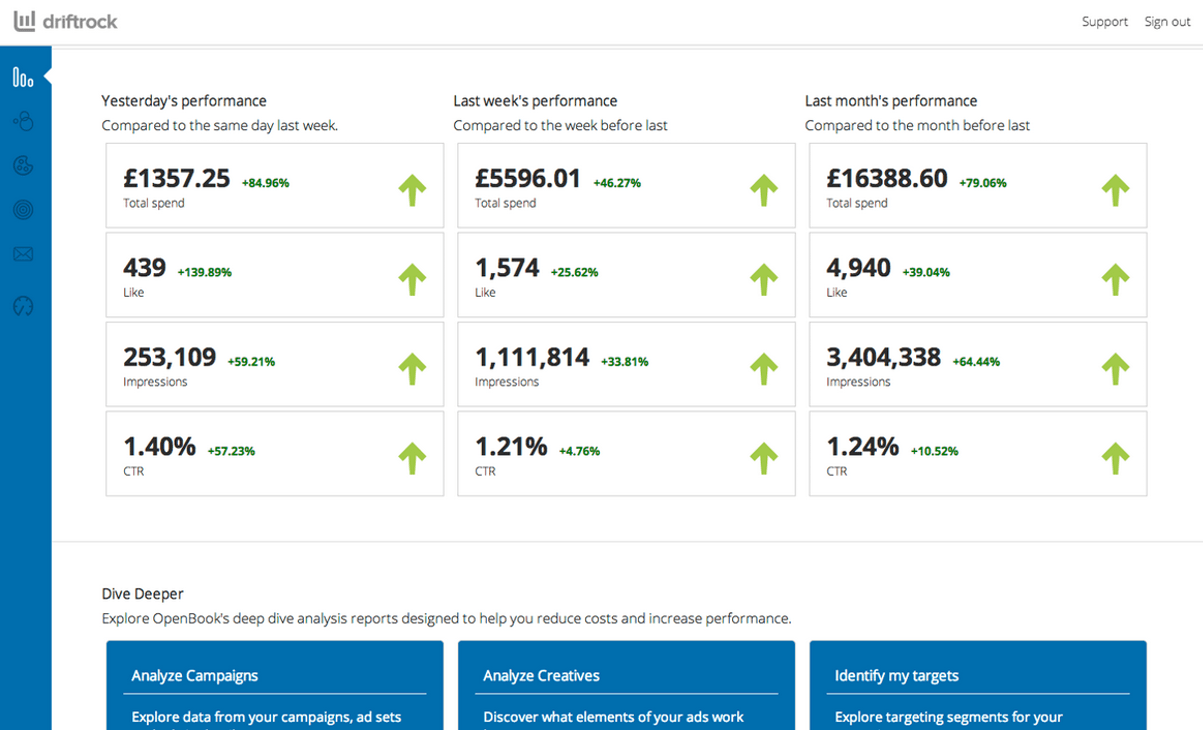 driftrock
Support Sign out
Yesterday's performance
Compared to the same day last week.
£1357.25 +84.96%
Total spend
439 +139.89%
Like
253,109 +59.21%
Impressions
1.40% +57.23%
CTR
Last week's performance
Compared to the week before last
£5596.01 +46.27%
Total spend
1,574 +25.62%
Like
1,111,814 +33.81%
Impressions
1.21% +4.76%
CTR
Last month's performance
Compared to the month before last
£16388.60 +79.06%
Total spend
4,940 +39.04%
Like
3,404,338 +64.44%
Impressions
1.24% +10.52%
CTR
Dive Deeper
Explore OpenBook's deep dive analysis reports designed to help you reduce costs and increase performance.
Analyze Campaigns
Explore data from your campaigns, ad sets
Analyze Creatives
Discover what elements of your ads work
Identify my targets
Explore targeting segments for your